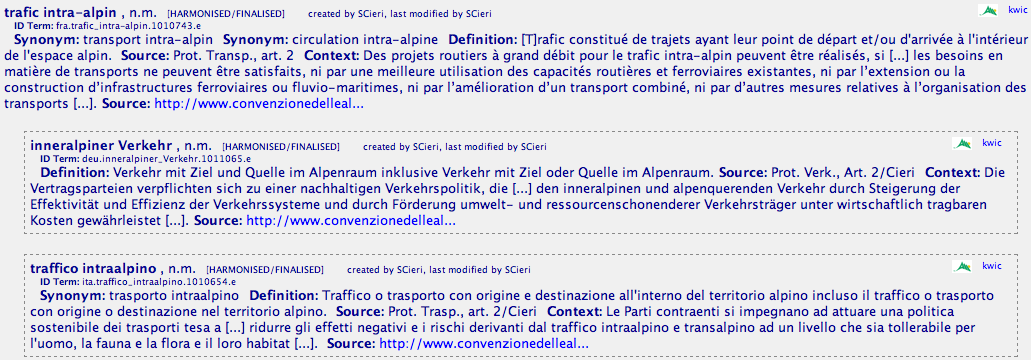 trafic intra-alpin , n.m. [HARMONISED/FINALISED] created by SCieri, last modified by SCieri kwic
ID Term: fra.trafic_intra-alpin.1010743.e
Synonym: transport intra-alpin Synonym: circulation intra-alpine Definition: [T]rafic constitué de trajets ayant leur point de départ et/ou d'arrivée à l'intérieur
de l'espace alpin. Source: Prot. Transp., art. 2 Context: Des projets routiers à grand débit pour le trafic intra-alpin peuvent être réalisés, si [...] les besoins en
matière de transports ne peuvent être satisfaits, ni par une meilleure utilisation des capacités routières et ferroviaires existantes, ni par l’extension ou la
construction d’infrastructures ferroviaires ou fluvio-maritimes, ni par l’amélioration d’un transport combiné, ni par d’autres mesures relatives à l’organisation des
transports [...]. Source: http://www.convenzionedelleal...
inneralpiner Verkehr , n.m. [HARMONISED/FINALISED] created by SCieri, last modified by SCieri kwic
ID Term: deu.inneralpiner_Verkehr.1011065.e
Definition: Verkehr mit Ziel und Quelle im Alpenraum inklusive Verkehr mit Ziel oder Quelle im Alpenraum. Source: Prot. Verk., Art. 2/Cieri Context: Die
Vertragsparteien verpflichten sich zu einer nachhaltigen Verkehrspolitik, die [...] den inneralpinen und alpenquerenden Verkehr durch Steigerung der
Effektivität und Effizienz der Verkehrssysteme und durch Förderung umwelt- und ressourcenschonenderer Verkehrsträger unter wirtschaftlich tragbaren
Kosten gewährleistet [...]. Source: http://www.convenzionedelleal...
traffico intraalpino , n.m. [HARMONISED/FINALISED] created by SCieri, last modified by SCieri kwic
ID Term: ita.traffico_intraalpino.1010654.e
Synonym: trasporto intraalpino Definition: Traffico o trasporto con origine e destinazione all'interno del territorio alpino incluso il traffico o trasporto
con origine o destinazione nel territorio alpino. Source: Prot. Trasp., art. 2/Cieri Context: Le Parti contraenti si impegnano ad attuare una politica
sostenibile dei trasporti tesa a [...] ridurre gli effetti negativi e i rischi derivanti dal traffico intraalpino e transalpino ad un livello che sia tollerabile per
l'uomo, la fauna e la flora e il loro habitat [...]. Source: http://www.convenzionedelleal...